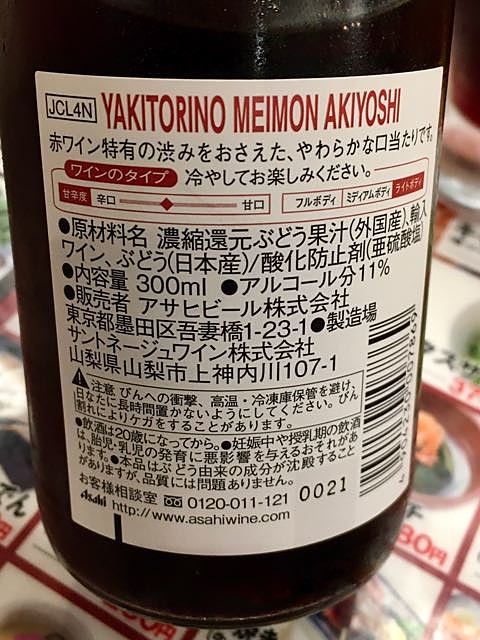 JCL4N YAKITORINO MEIMON AKIYOSHI
赤ワイン特有の渋みをおさえた、やわらかな口当たりです。
ワインのタイプ 冷やしてお楽しみください。
甘辛度 辛口 甘口 フルボディ ミディアムボディ ライトボディ
●原材料名 濃縮還元ぶどう果汁(外国産)、輸入
ワイン、ぶどう(日本産)/酸化防止剤(亜硫酸塩)
●内容量 300ml ●アルコール分11%
●販売者 アサヒビール株式会社
東京都墨田区吾妻橋1-23-1●製造場
サントネージュワイン株式会社
山梨県山梨市上神内川107-1
注意 びんへの衝撃、高温・冷凍庫保管を避け、
日なたに長時間置かないようにしてください。びん
割れによりケガをすることがあります。
●飲酒は20歳になってから。●妊娠中や授乳期の飲酒
は、胎児・乳児の発育に悪影響を与えるおそれがあ
ります。●本品はぶどう由来の成分が沈殿すること
がありますが、品質には問題ありません。
お客様相談室 0120-011-121 0021
Asahi http://www.asahiwine.com/